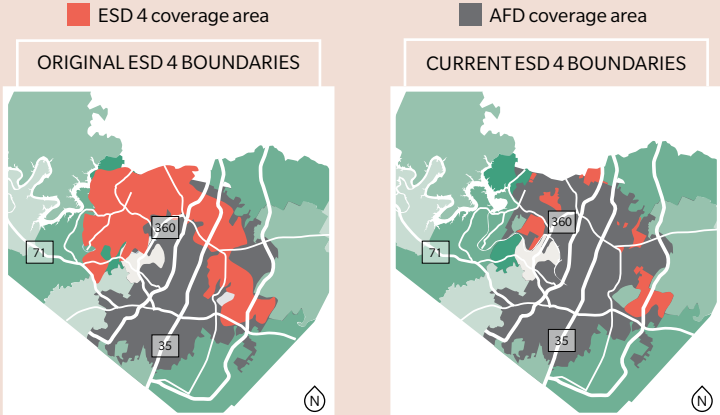 ESD 4 coverage area
AFD coverage area
ORIGINAL ESD 4 BOUNDARIES
CURRENT ESD 4 BOUNDARIES
360
71
35
N
360
71
35
N